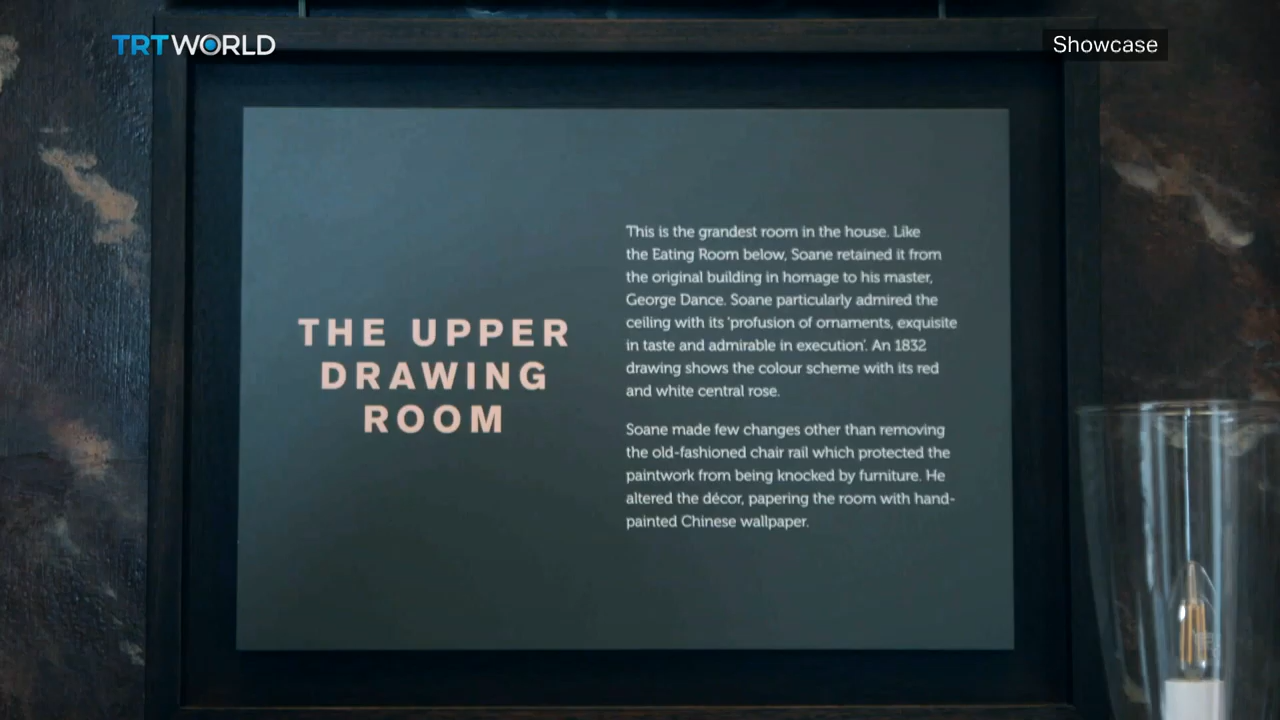 TRT WORLD
Showcase
THE UPPER
DRAWING
ROOM
This is the grandest room in the house. Like
the Eating Room below, Soane retained it from
the original building in homage to his master,
George Dance. Soane particularly admired the
ceiling with its 'profusion of ornaments, exquisite
in taste and admirable in execution'. An 1832
drawing shows the colour scheme with its red
and white central rose.
Soane made few changes other than removing
the old-fashioned chair rail which protected the
paintwork from being knocked by furniture. He
altered the décor, papering the room with hand-
painted Chinese wallpaper.